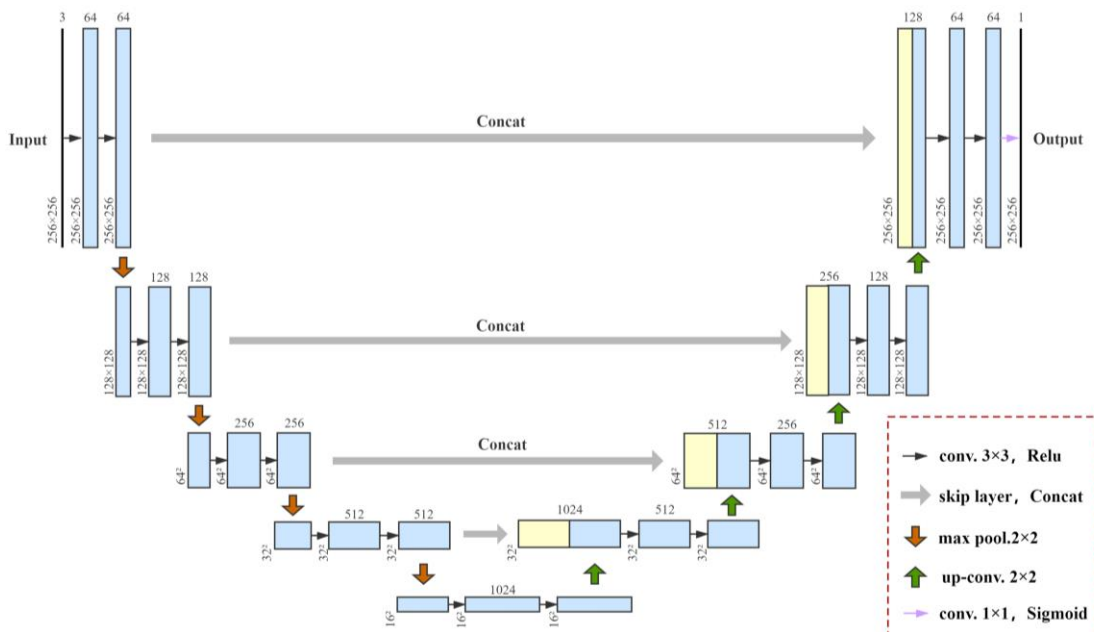 3 64 64
128 64 64 1
Concat
Input
Output
256×256 256×256 256×256
256×256 256×256 256×256 256×256
128 128
256 128
Concat
128×128 128×128 128×128
128×128 128×128 128×128
256 256
512 256
Concat
64² 64² 64²
64² 64² 64²
512 512
1024 512
32² 32² 32²
32² 32² 32²
1024
16² 16² 16²
conv. 3×3, Relu
skip layer, Concat
max pool.2×2
up-conv. 2×2
conv. 1×1, Sigmoid